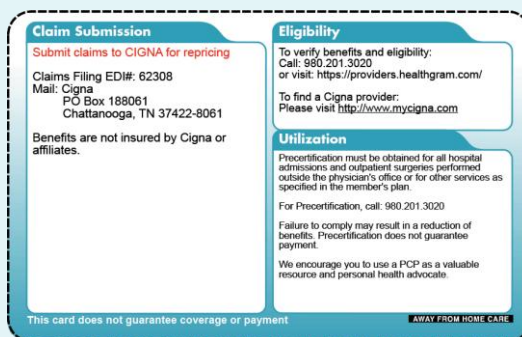 Claim Submission
Submit claims to CIGNA for repricing
Claims Filing EDI#: 62308
Mail: Cigna
PO Box 188061
Chattanooga, TN 37422-8061
Benefits are not insured by Cigna or
affiliates.
Eligibility
To verify benefits and eligibility:
Call: 980.201.3020
or visit: https://providers.healthgram.com/
To find a Cigna provider:
Please visit http://www.mycigna.com
Utilization
Precertification must be obtained for all hospital
admissions and outpatient surgeries performed
outside the physician's office or for other services as
specified in the member's plan.
For Precertification, call: 980.201.3020
Failure to comply may result in a reduction of
benefits. Precertification does not guarantee
payment.
We encourage you to use a PCP as a valuable
resource and personal health advocate.
This card does not guarantee coverage or payment
AWAY FROM HOME CARE